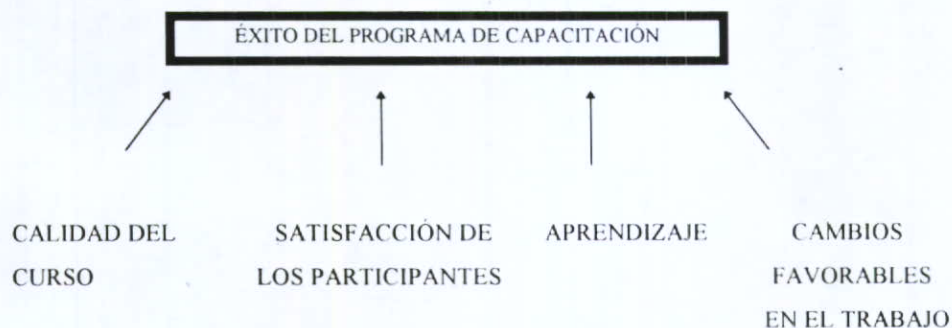 ÉXITO DEL PROGRAMA DE CAPACITACIÓN
CALIDAD DEL
CURSO
SATISFACCIÓN DE
LOS PARTICIPANTES
APRENDIZAJE
CAMBIOS
FAVORABLES
EN EL TRABAJO